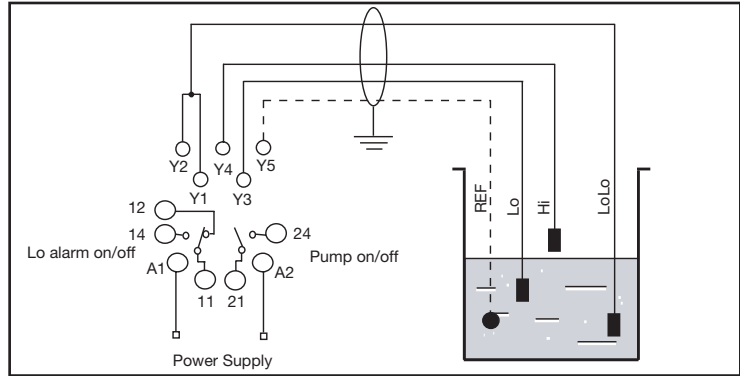 Y2
Y4
Y5
Y1
Y3
12
14
24
Lo alarm on/off
Pump on/off
A1
A2
11
21
Power Supply
REF
Lo
Hi
LoLo